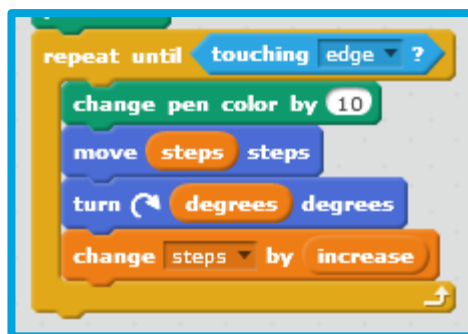 repeat until touching edge ?
change pen color by 10
move steps steps
turn degrees degrees
change steps by increase